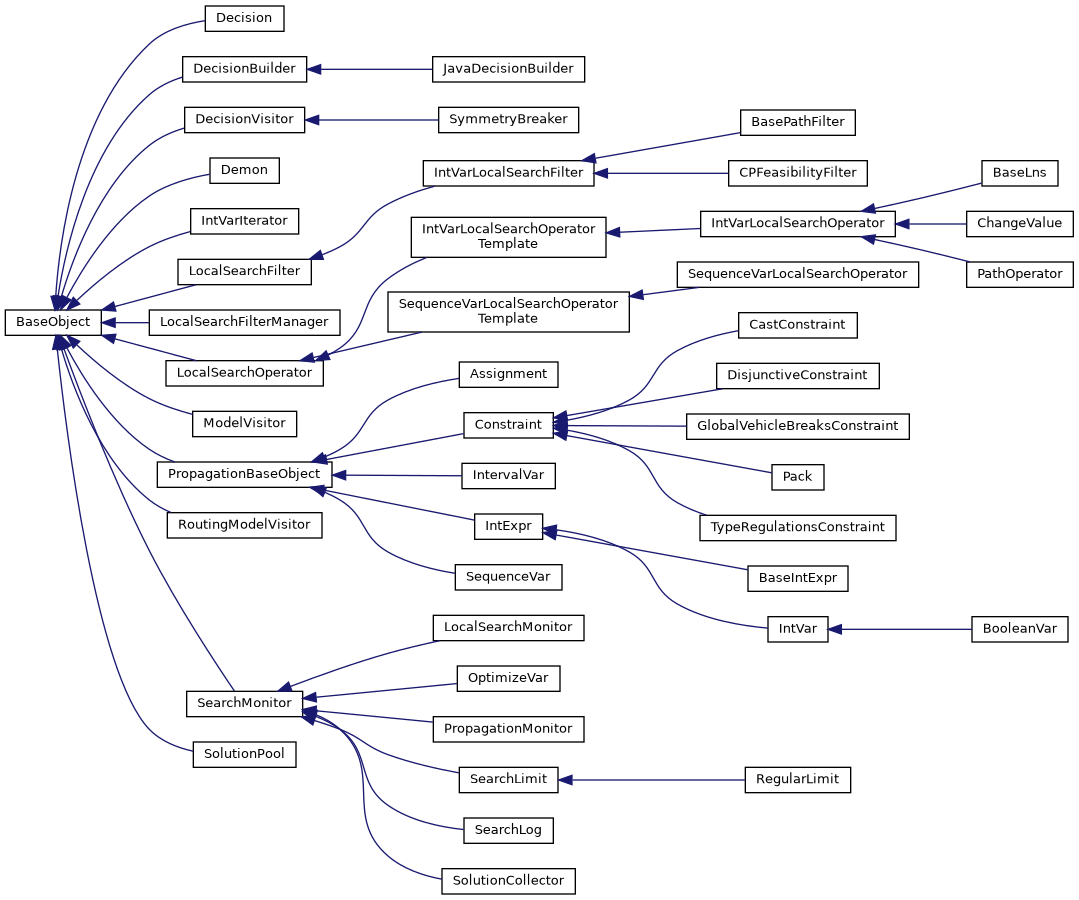 Decision
DecisionBuilder
JavaDecisionBuilder
DecisionVisitor
SymmetryBreaker
BasePathFilter
Demon
IntVarLocalSearchFilter
CPFeasibilityFilter
BaseLns
IntVarIterator
IntVarLocalSearchOperator
Template
IntVarLocalSearchOperator
ChangeValue
LocalSearchFilter
SequenceVarLocalSearchOperator
PathOperator
BaseObject
LocalSearchFilterManager
SequenceVarLocalSearchOperator
Template
CastConstraint
LocalSearchOperator
Assignment
DisjunctiveConstraint
ModelVisitor
Constraint
GlobalVehicleBreaksConstraint
PropagationBaseObject
IntervalVar
Pack
RoutingModelVisitor
IntExpr
TypeRegulationsConstraint
SequenceVar
BaseIntExpr
LocalSearchMonitor
IntVar
BooleanVar
OptimizeVar
SearchMonitor
PropagationMonitor
SolutionPool
SearchLimit
RegularLimit
SearchLog
SolutionCollector